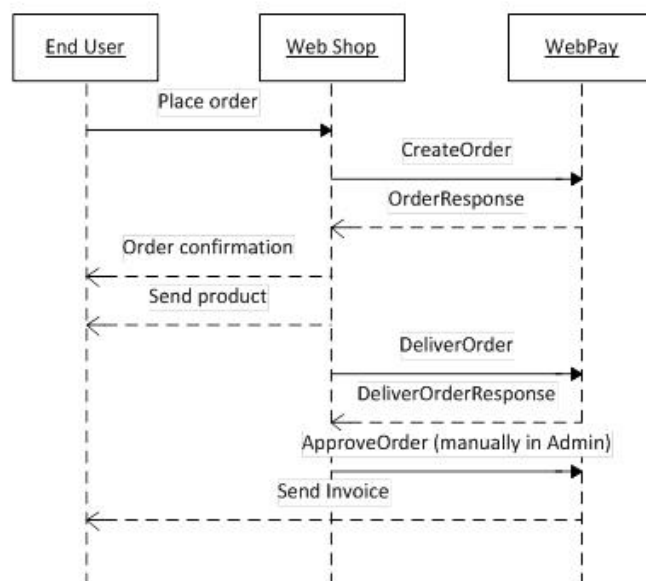 End User
Web Shop
WebPay
Place order
CreateOrder
OrderResponse
Order confirmation
Send product
DeliverOrder
DeliverOrderResponse
ApproveOrder (manually in Admin)
Send Invoice